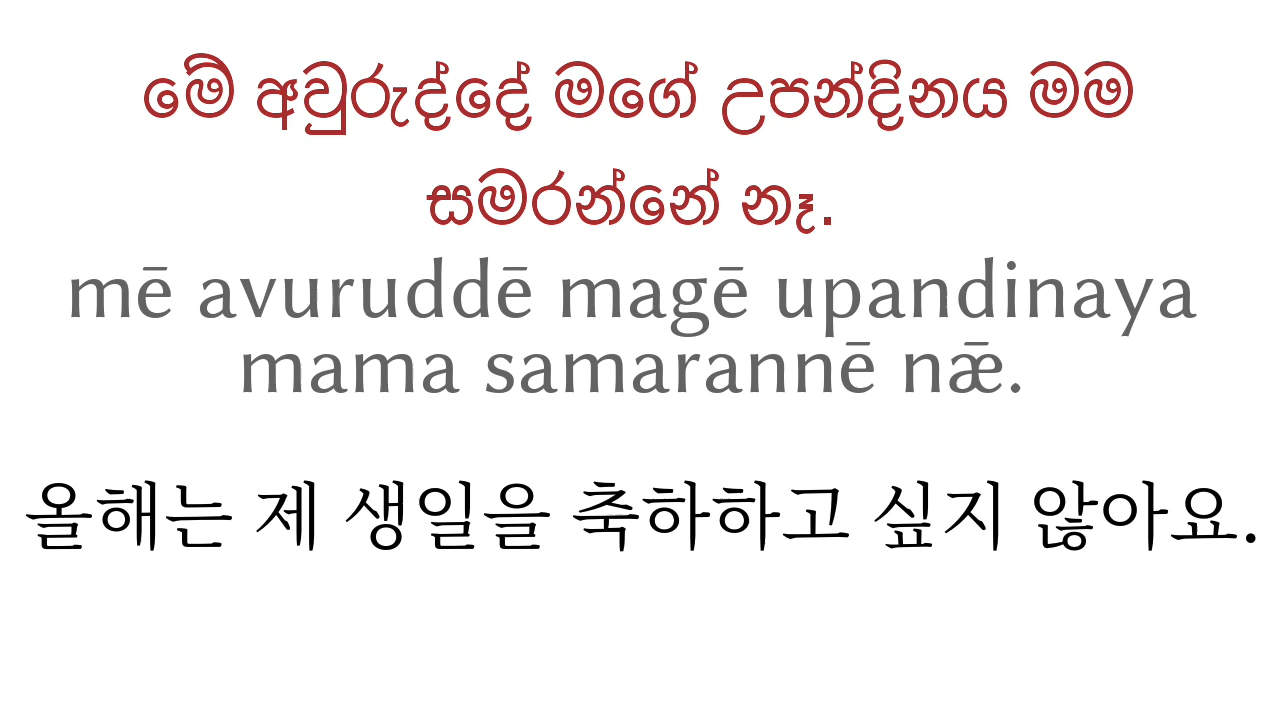 මේ අවුරුද්දේ මගේ උපන්දිනය මම
සමරන්නේ නෑ.
mē avuruddē magē upandinaya
mama samarannē nǣ.
올해는 제 생일을 축하하고 싶지 않아요.